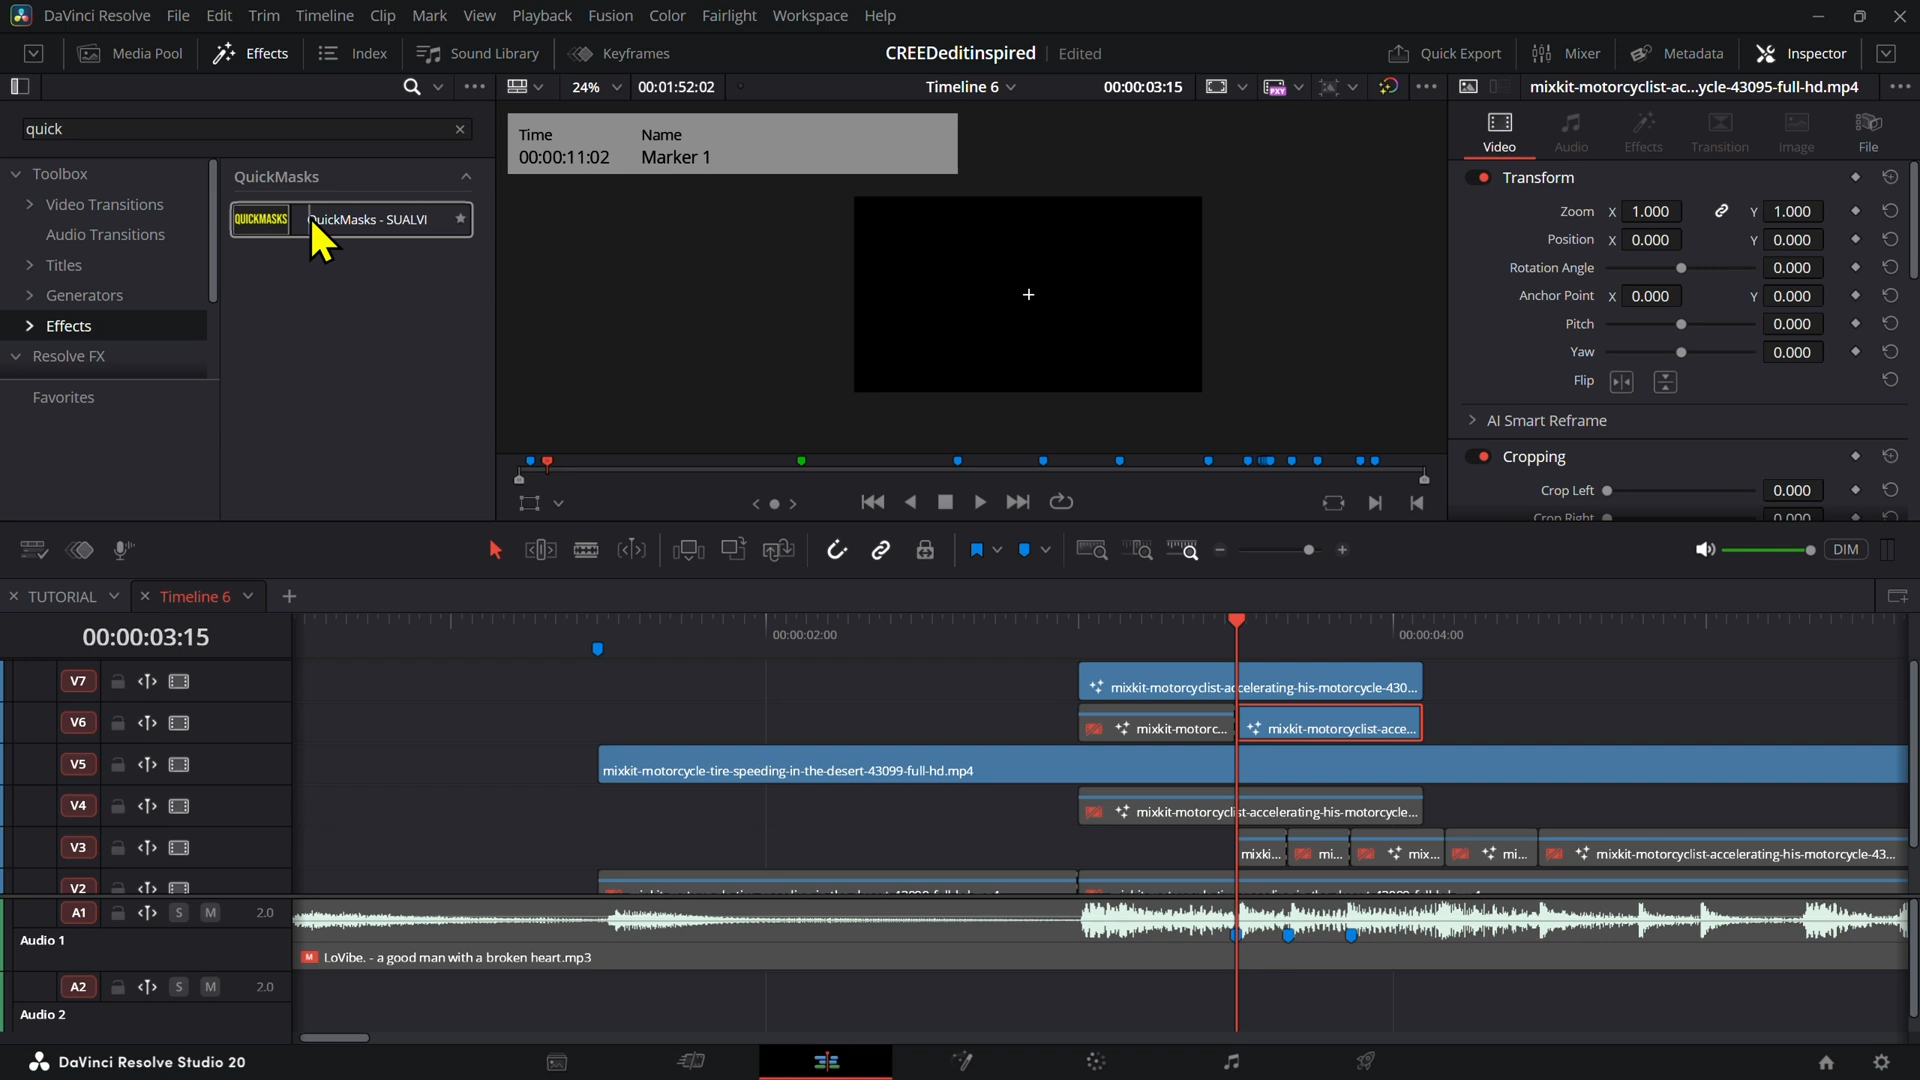 DaVinci Resolve File Edit Trim Timeline Clip Mark View Playback Fusion Color Fairlight Workspace Help
Media Pool Effects Index Sound Library Keyframes CREEDeditinspired Edited Quick Export Mixer Metadata Inspector
24% 00:01:52:02 Timeline 6 00:00:03:15 PXY mixkit-motorcyclist-ac...ycle-43095-full-hd.mp4
quick
Toolbox
Video Transitions
Audio Transitions
Titles
Generators
Effects
Resolve FX
Favorites
QuickMasks
QUICKMASKS QuickMasks - SUALVI
Time Name
00:00:11:02 Marker 1
Video Audio Effects Transition Image File
Transform
Zoom X 1.000 Y 1.000
Position X 0.000 Y 0.000
Rotation Angle 0.000
Anchor Point X 0.000 Y 0.000
Pitch 0.000
Yaw 0.000
Flip
AI Smart Reframe
Cropping
Crop Left 0.000
Crop Right 0.000
DIM
TUTORIAL Timeline 6
00:00:03:15 00:00:02:00 00:00:04:00
V7 mixkit-motorcyclist-accelerating-his-motorcycle-430...
V6 mixkit-motorc... mixkit-motorcyclist-acce...
V5 mixkit-motorcycle-tire-speeding-in-the-desert-43099-full-hd.mp4
V4 mixkit-motorcyclist-accelerating-his-motorcycle...
V3 mixki... mi... mix... mi... mixkit-motorcyclist-accelerating-his-motorcycle-43...
V2
A1 S M 2.0
Audio 1
M LoVibe. - a good man with a broken heart.mp3
A2 S M 2.0
Audio 2
DaVinci Resolve Studio 20